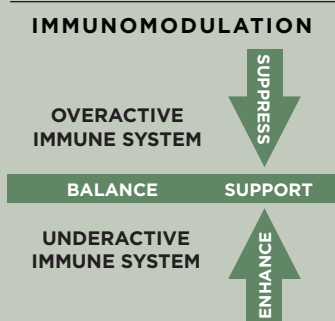 IMMUNOMODULATION
SUPPRESS
OVERACTIVE
IMMUNE SYSTEM
BALANCE SUPPORT
UNDERACTIVE
IMMUNE SYSTEM
ENHANCE